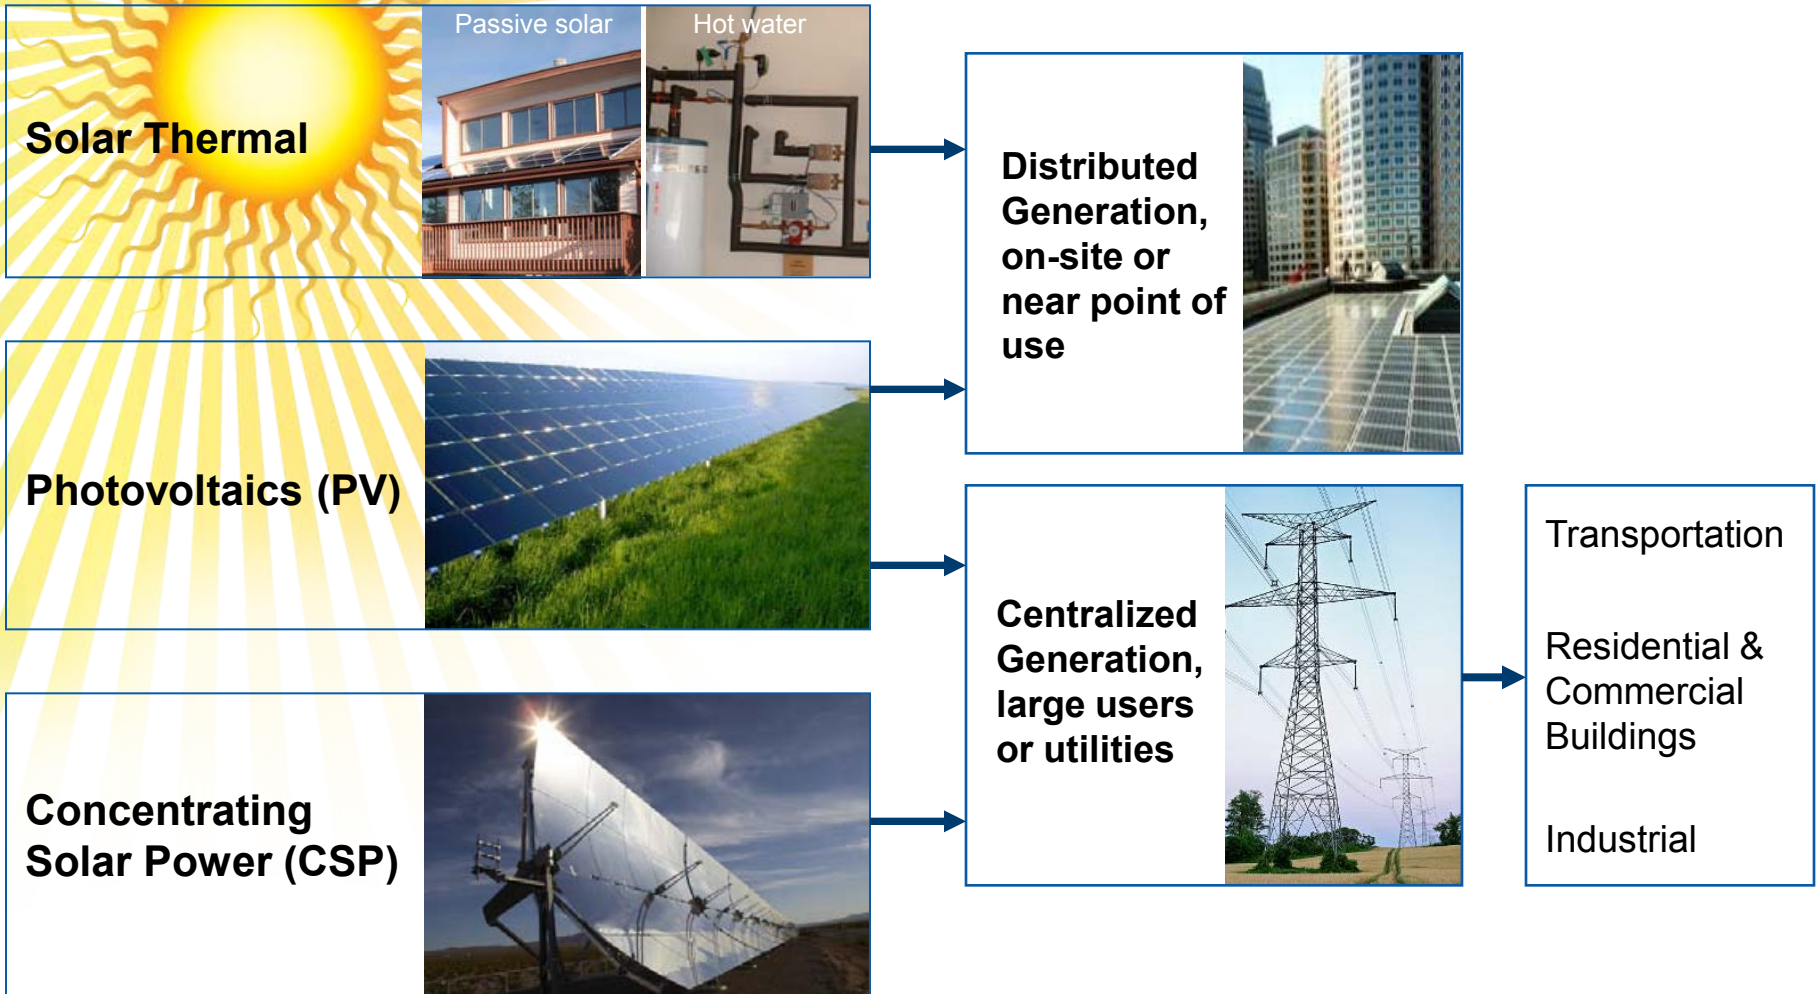 Passive solar
Hot water
Solar Thermal
Distributed
Generation,
on-site or
near point of
use
Photovoltaics (PV)
Centralized
Generation,
large users
or utilities
Transportation
Residential &
Commercial
Buildings
Industrial
Concentrating
Solar Power (CSP)